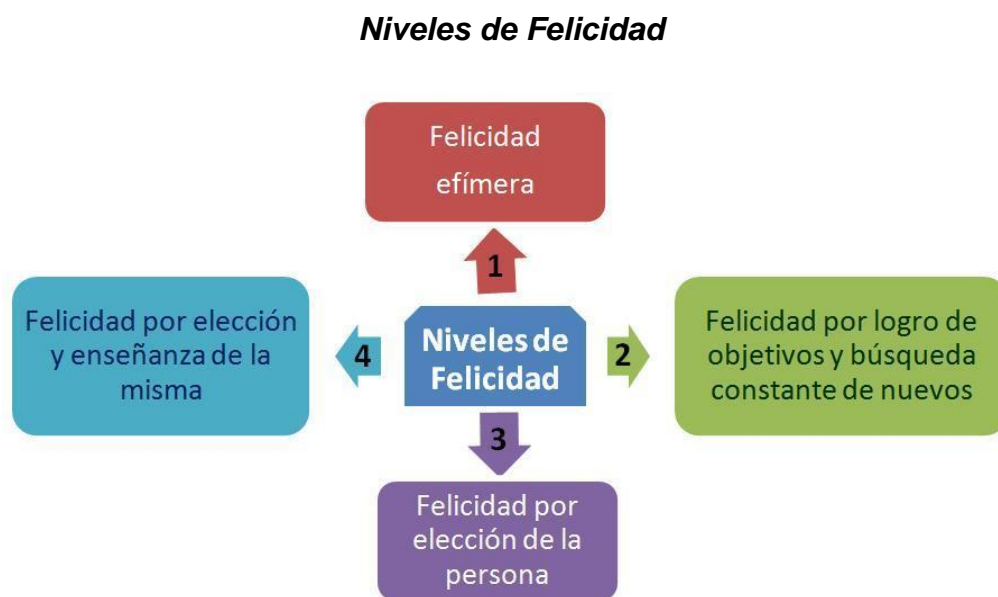 Niveles de Felicidad
Felicidad
efímera
1
Felicidad por elección
y enseñanza de la
misma
4
Niveles de
Felicidad
2
Felicidad por logro de
objetivos y búsqueda
constante de nuevos
3
Felicidad por
elección de la
persona